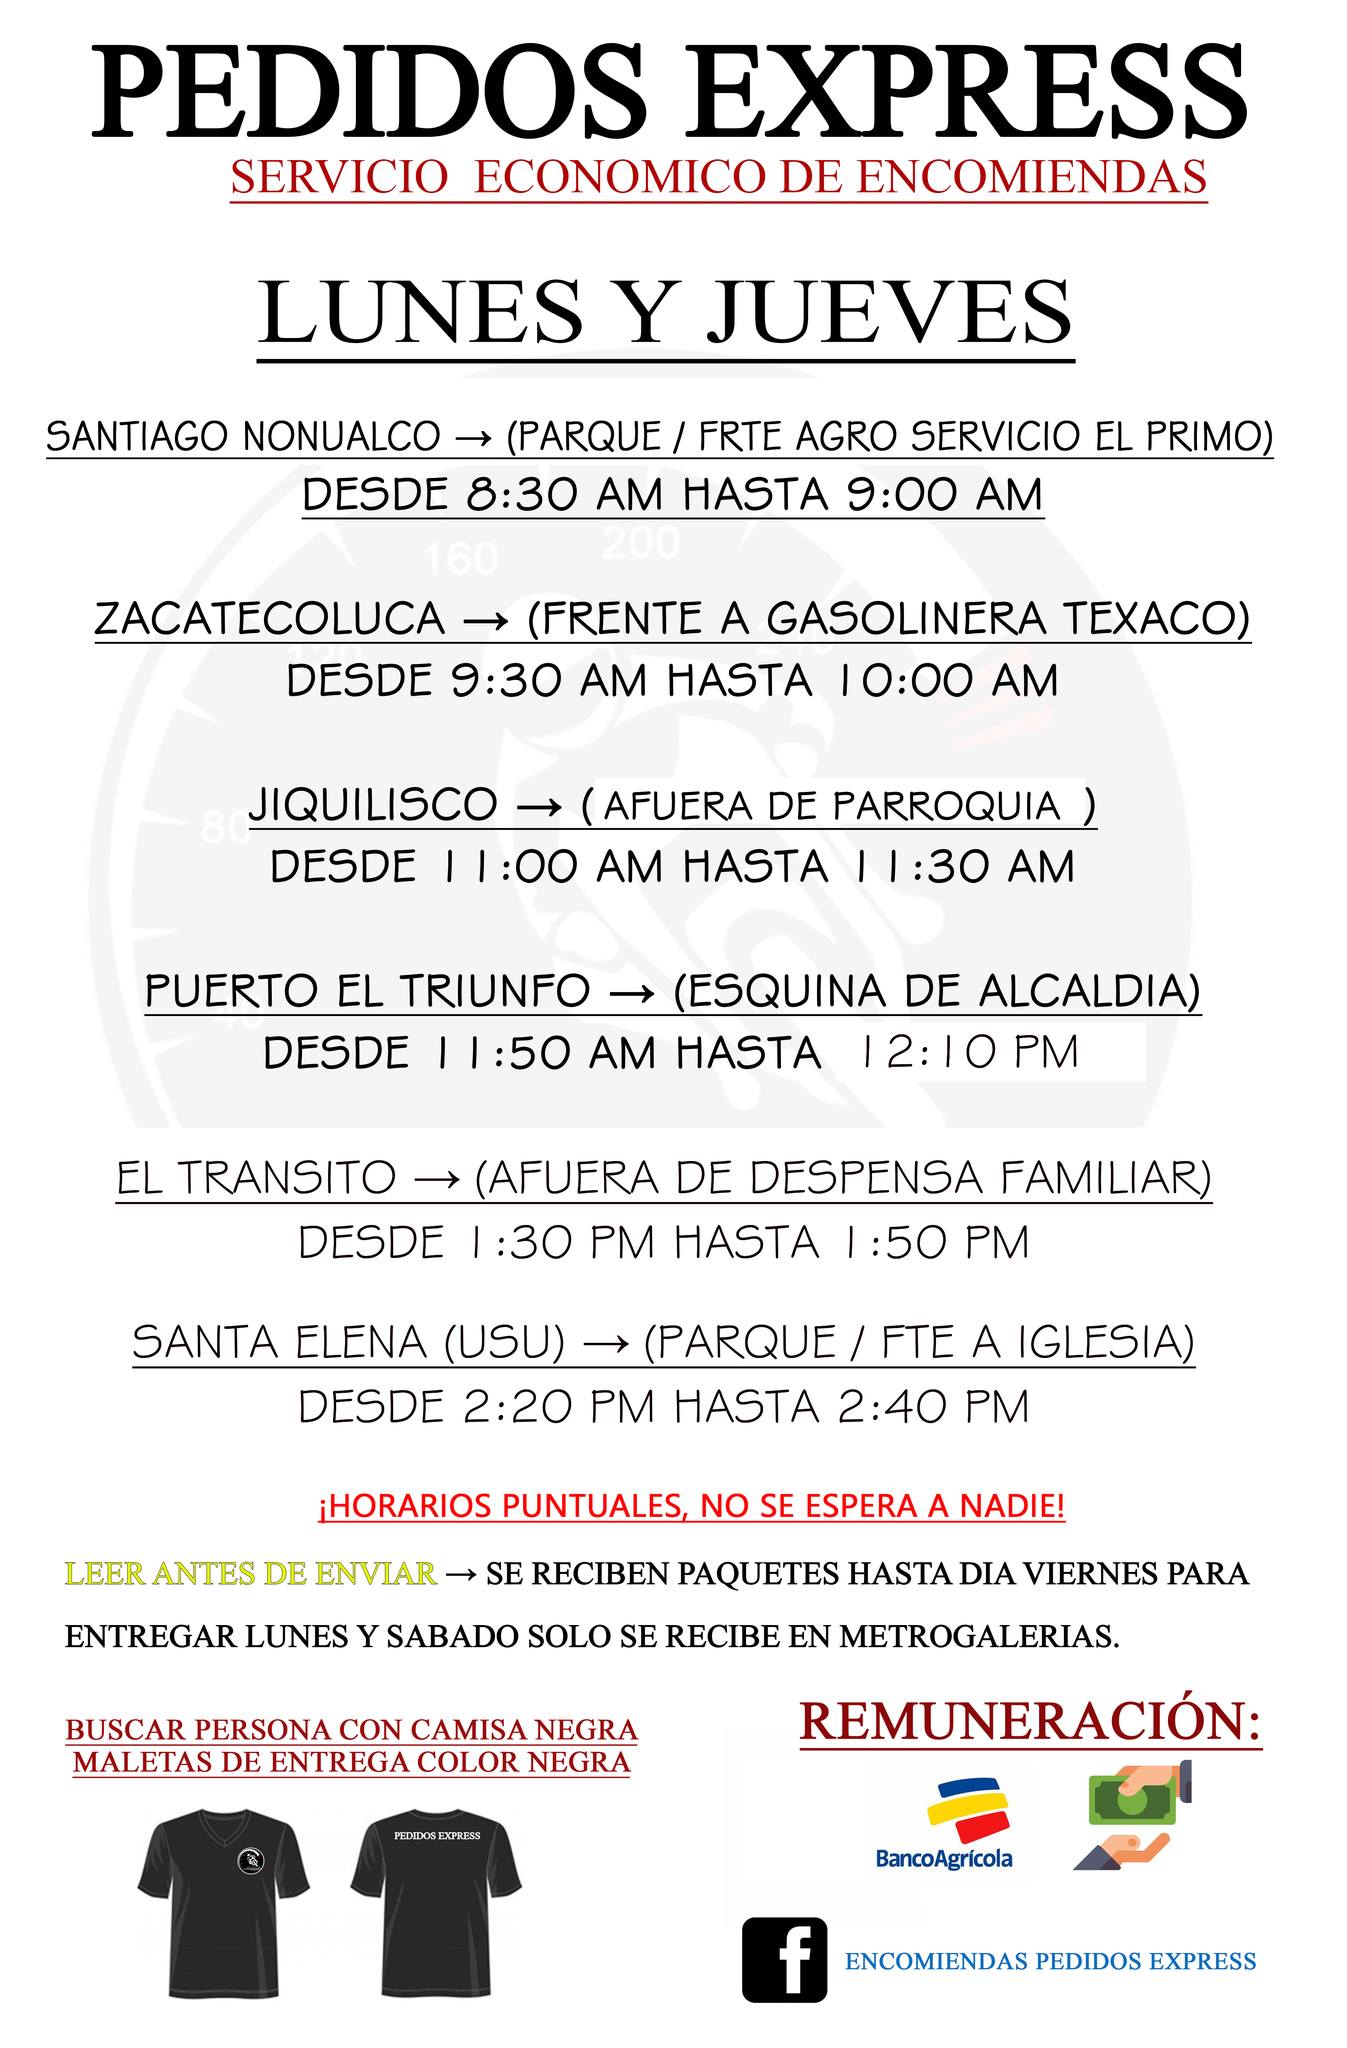 PEDIDOS EXPRESS
SERVICIO ECONOMICO DE ENCOMIENDAS
LUNES Y JUEVES
SANTIAGO NONUALCO → (PARQUE / FRTE AGRO SERVICIO EL PRIMO)
DESDE 8:30 AM HASTA 9:00 AM
160 200
ZACATECOLUCA → (FRENTE A GASOLINERA TEXACO)
120 240
DESDE 9:30 AM HASTA 10:00 AM
JIQUILISCO → ( AFUERA DE PARROQUIA )
80
DESDE 11:00 AM HASTA 11:30 AM
PUERTO EL TRIUNFO → (ESQUINA DE ALCALDIA)
40
DESDE 11:50 AM HASTA 12:10 PM
EL TRANSITO → (AFUERA DE DESPENSA FAMILIAR)
DESDE 1:30 PM HASTA 1:50 PM
SANTA ELENA (USU) → (PARQUE / FTE A IGLESIA)
DESDE 2:20 PM HASTA 2:40 PM
¡HORARIOS PUNTUALES, NO SE ESPERA A NADIE!
LEER ANTES DE ENVIAR → SE RECIBEN PAQUETES HASTA DIA VIERNES PARA
ENTREGAR LUNES Y SABADO SOLO SE RECIBE EN METROGALERIAS.
BUSCAR PERSONA CON CAMISA NEGRA
MALETAS DE ENTREGA COLOR NEGRA
PEDIDOS EXPRESS
REMUNERACIÓN:
BancoAgrícola
f ENCOMIENDAS PEDIDOS EXPRESS